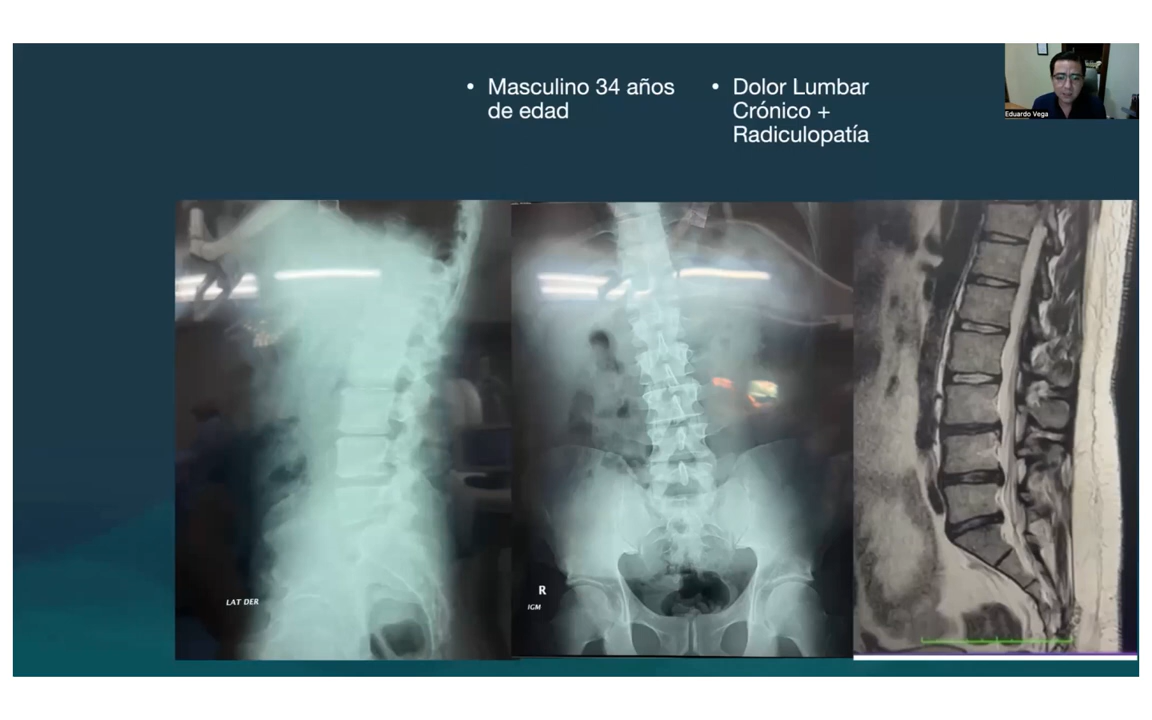 • Masculino 34 años
de edad
• Dolor Lumbar
Crónico +
Radiculopatía
Eduardo Vega
LAT DER
R
IGM